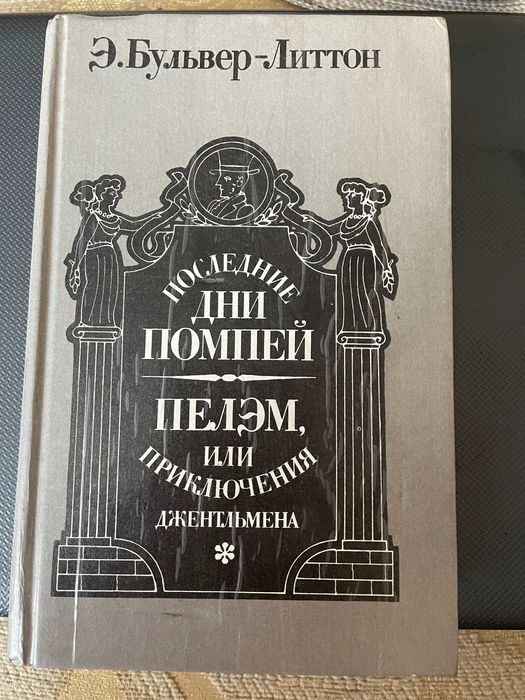 Э.Бульвер-Литтон
ПОСЛЕДНИЕ
ДНИ
ПОМПЕЙ
ПЕЛЭМ,
ИЛИ
ПРИКЛЮЧЕНИЯ
ДЖЕНТЛЬМЕНА